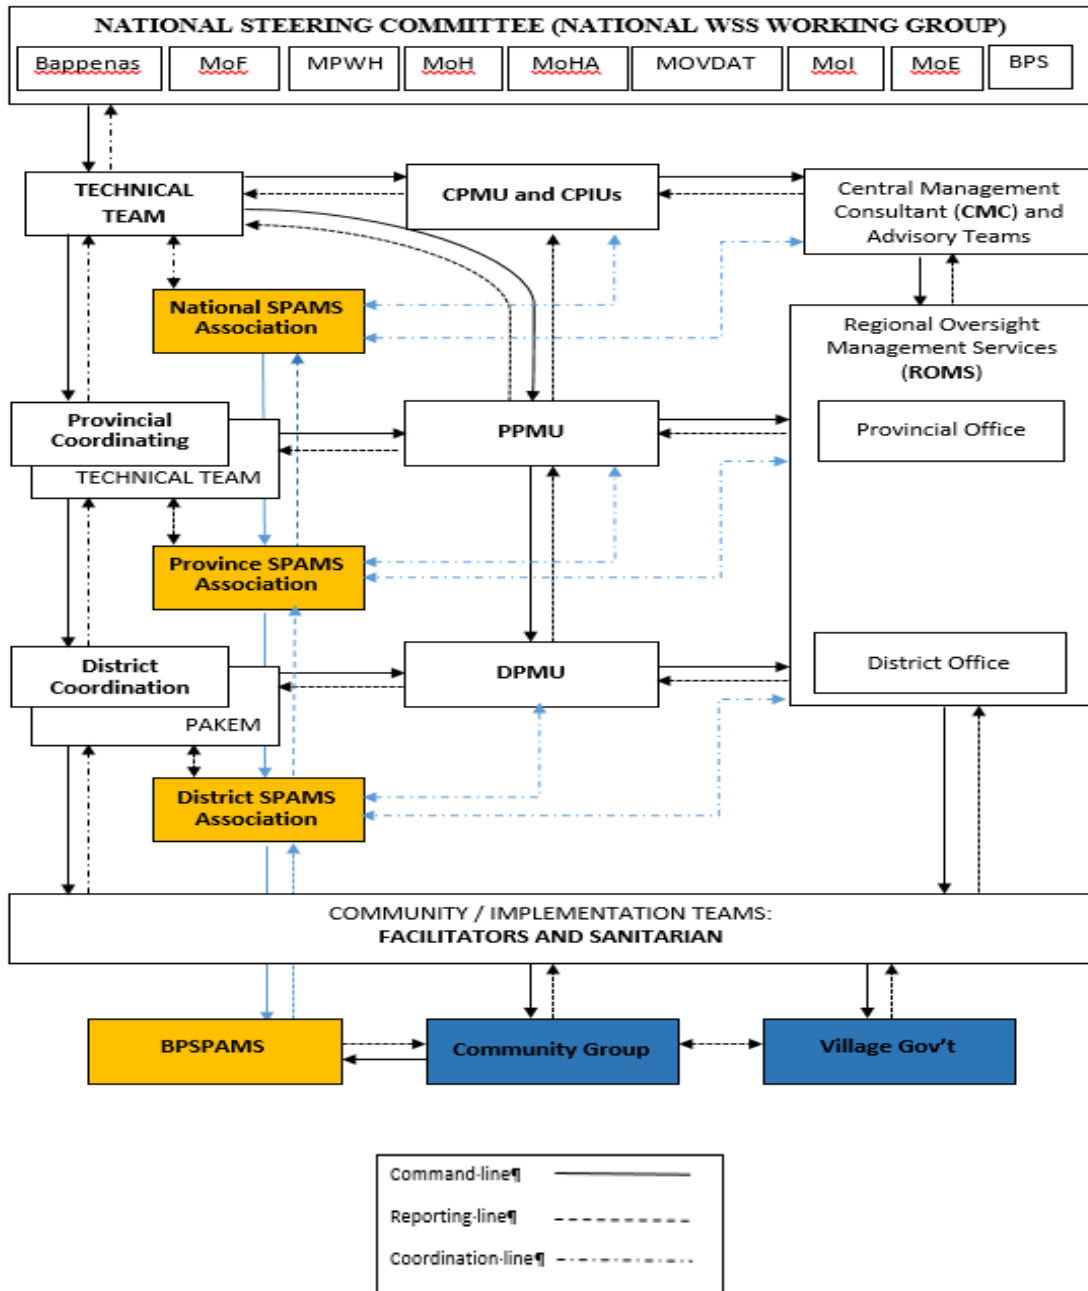 NATIONAL STEERING COMMITTEE (NATIONAL WSS WORKING GROUP)
Bappenas
MoF
MPWH
MoH
MoHA
MOVDAT
MoI
MoE
BPS
TECHNICAL
TEAM
CPMU and CPIUs
Central Management
Consultant (CMC) and
Advisory Teams
National SPAMS
Association
Regional Oversight
Management Services
(ROMS)
Provincial
Coordinating
TECHNICAL TEAM
PPMU
Provincial Office
Province SPAMS
Association
District
Coordination
PAKEM
DPMU
District Office
District SPAMS
Association
COMMUNITY / IMPLEMENTATION TEAMS:
FACILITATORS AND SANITARIAN
BPSPAMS
Community Group
Village Gov't
Command·line¶
Reporting·line¶
Coordination·line¶